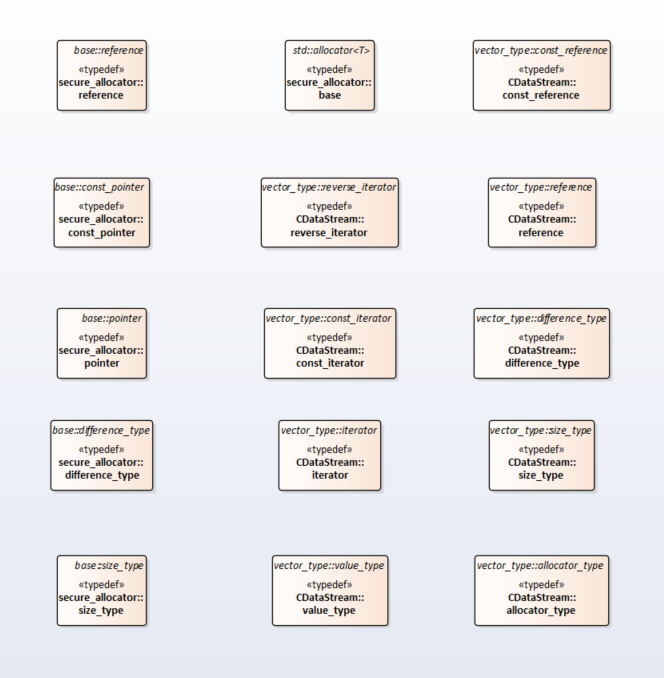 base::reference
«typedef»
secure_allocator::
reference
std::allocator<T>
«typedef»
secure_allocator::
base
vector_type::const_reference
«typedef»
CDataStream::
const_reference
base::const_pointer
«typedef»
secure_allocator::
const_pointer
vector_type::reverse_iterator
«typedef»
CDataStream::
reverse_iterator
vector_type::reference
«typedef»
CDataStream::
reference
base::pointer
«typedef»
secure_allocator::
pointer
vector_type::const_iterator
«typedef»
CDataStream::
const_iterator
vector_type::difference_type
«typedef»
CDataStream::
difference_type
base::difference_type
«typedef»
secure_allocator::
difference_type
vector_type::iterator
«typedef»
CDataStream::
iterator
vector_type::size_type
«typedef»
CDataStream::
size_type
base::size_type
«typedef»
secure_allocator::
size_type
vector_type::value_type
«typedef»
CDataStream::
value_type
vector_type::allocator_type
«typedef»
CDataStream::
allocator_type